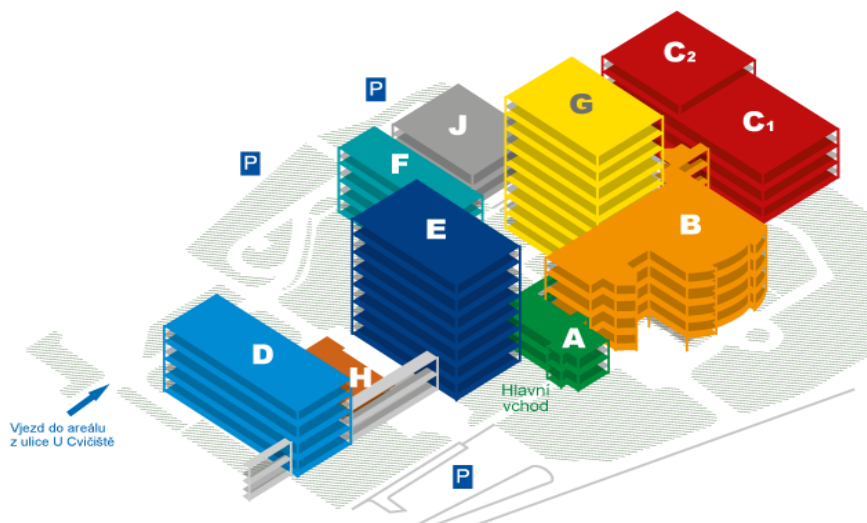 C2
P
G
J
C1
P
F
E
B
A
D
H
Hlavní
vchod
Vjezd do areálu
z ulice U Cvičiště
P